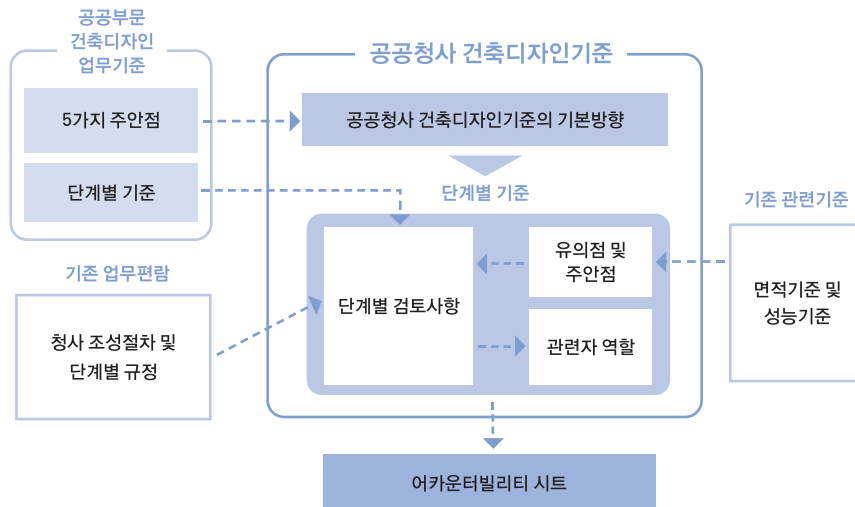 공공부문
건축디자인
업무기준
5가지 주안점
단계별 기준
기존 업무편람
청사 조성절차 및
단계별 규정
공공청사 건축디자인기준
공공청사 건축디자인기준의 기본방향
단계별 기준
단계별 검토사항
유의점 및
주안점
관련자 역할
기존 관련기준
면적기준 및
성능기준
어카운터빌리티 시트